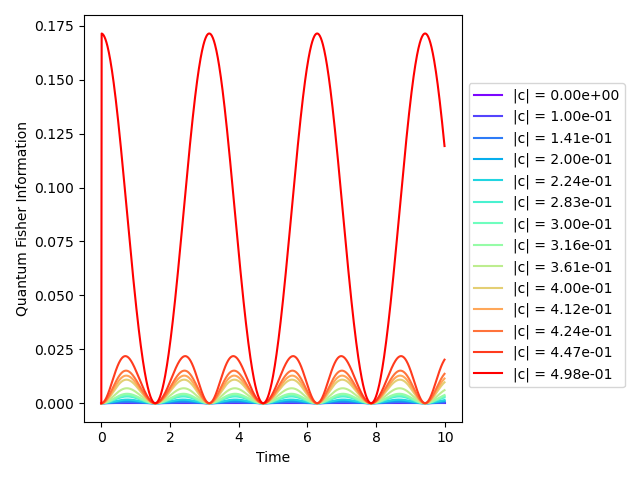 0.175
0.150
0.125
0.100
0.075
0.050
0.025
0.000
Quantum Fisher Information
0 2 4 6 8 10
Time
|c| = 0.00e+00
|c| = 1.00e-01
|c| = 1.41e-01
|c| = 2.00e-01
|c| = 2.24e-01
|c| = 2.83e-01
|c| = 3.00e-01
|c| = 3.16e-01
|c| = 3.61e-01
|c| = 4.00e-01
|c| = 4.12e-01
|c| = 4.24e-01
|c| = 4.47e-01
|c| = 4.98e-01